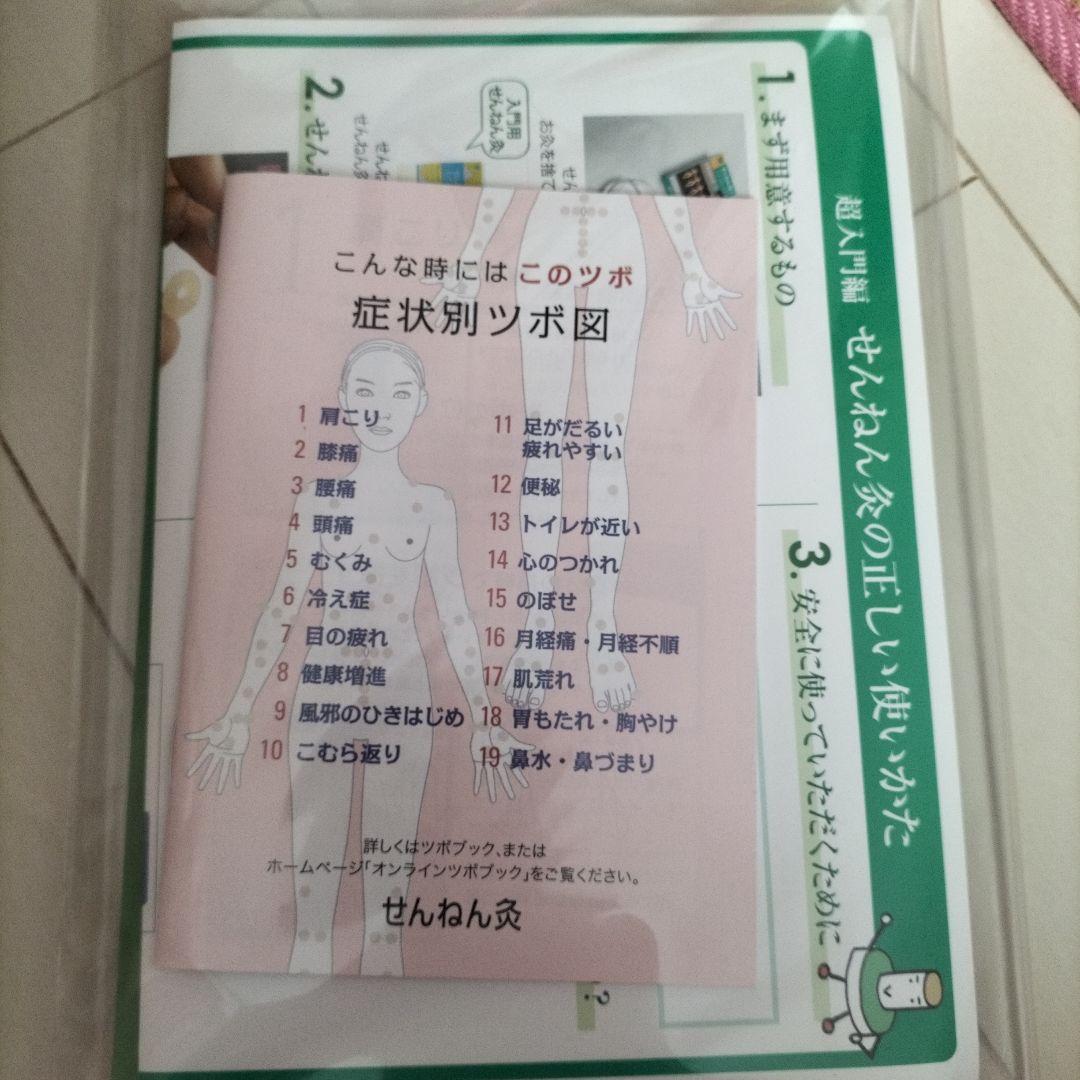 こんな時には このツボ
症状別ツボ図
1 肩こり
2 膝痛
3 腰痛
4 頭痛
5 むくみ
6 冷え症
7 目の疲れ
8 健康増進
9 風邪のひきはじめ
10 こむら返り
11 足がだるい
疲れやすい
12 便秘
13 トイレが近い
14 心のつかれ
15 のぼせ
16 月経痛・月経不順
17 肌荒れ
18 胃もたれ・胸やけ
19 鼻水・鼻づまり
詳しくはツボブック、または
ホームページ「オンラインツボブック」をご覧ください。
せんねん灸
超入門編 せんねん灸の正しい使いかた
1. まず用意するもの
お灸を捨て
入門用
せんねん灸
2. せん
3. 安全に使っていただくために
?